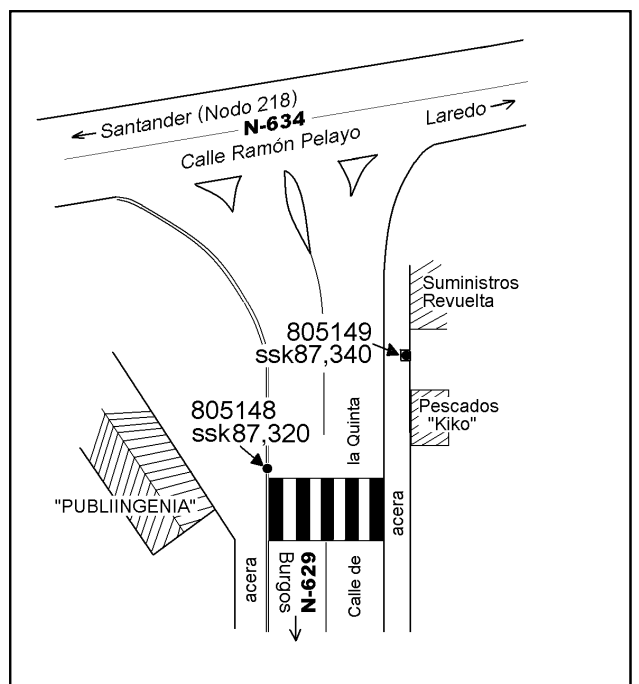 Santander (Nodo 218)
N-634
Laredo
Calle Ramón Pelayo
Suministros
Revuelta
805149
ssk87,340
805148
ssk87,320
la Quinta
Pescados
"Kiko"
"PUBLIINGENIA"
acera
acera
Burgos
N-629
Calle de